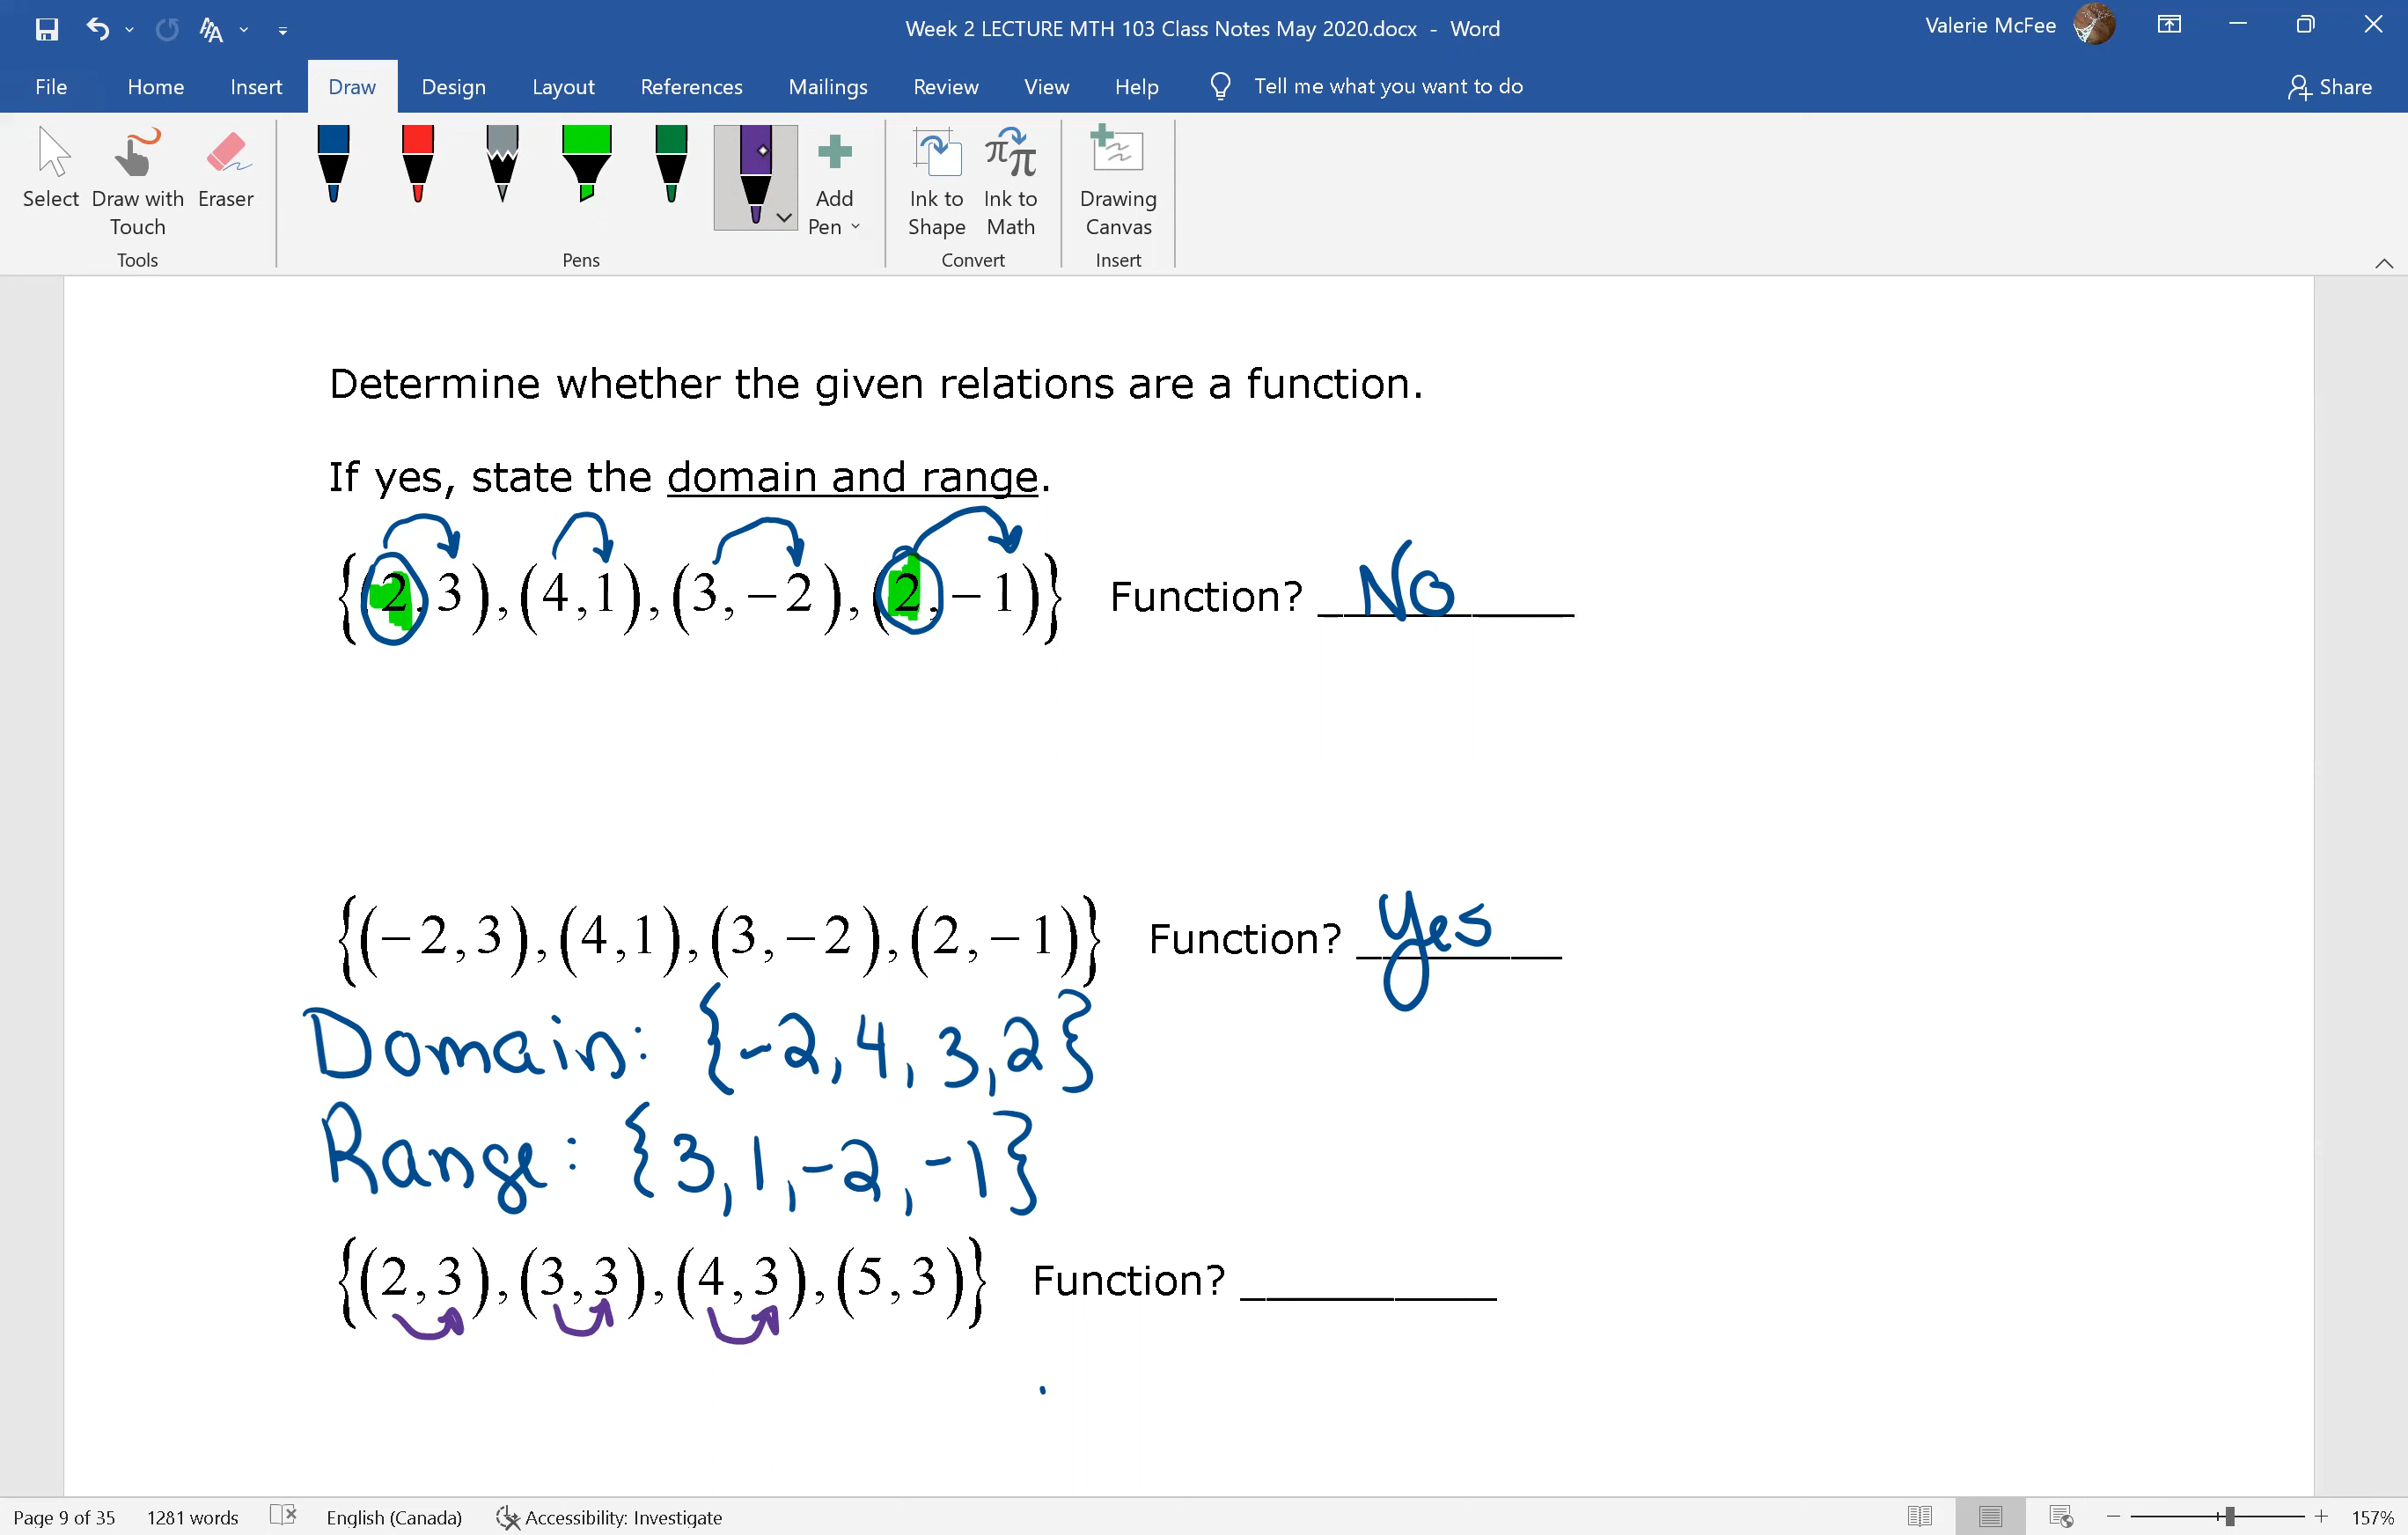 Week 2 LECTURE MTH 103 Class Notes May 2020.docx - Word
Valerie McFee
File Home Insert Draw Design Layout References Mailings Review View Help Tell me what you want to do Share
Select Draw with Touch Eraser Add Pen Ink to Shape Ink to Math Drawing Canvas
Tools Pens Convert Insert
Determine whether the given relations are a function.
If yes, state the domain and range.
{(2,3),(4,1),(3,−2),(2,−1)} Function? No
{(−2,3),(4,1),(3,−2),(2,−1)} Function? yes
Domain: {-2,4,3,2}
Range: {3,1,-2,-1}
{(2,3),(3,3),(4,3),(5,3)} Function? __________
Page 9 of 35 1281 words English (Canada) Accessibility: Investigate 157%